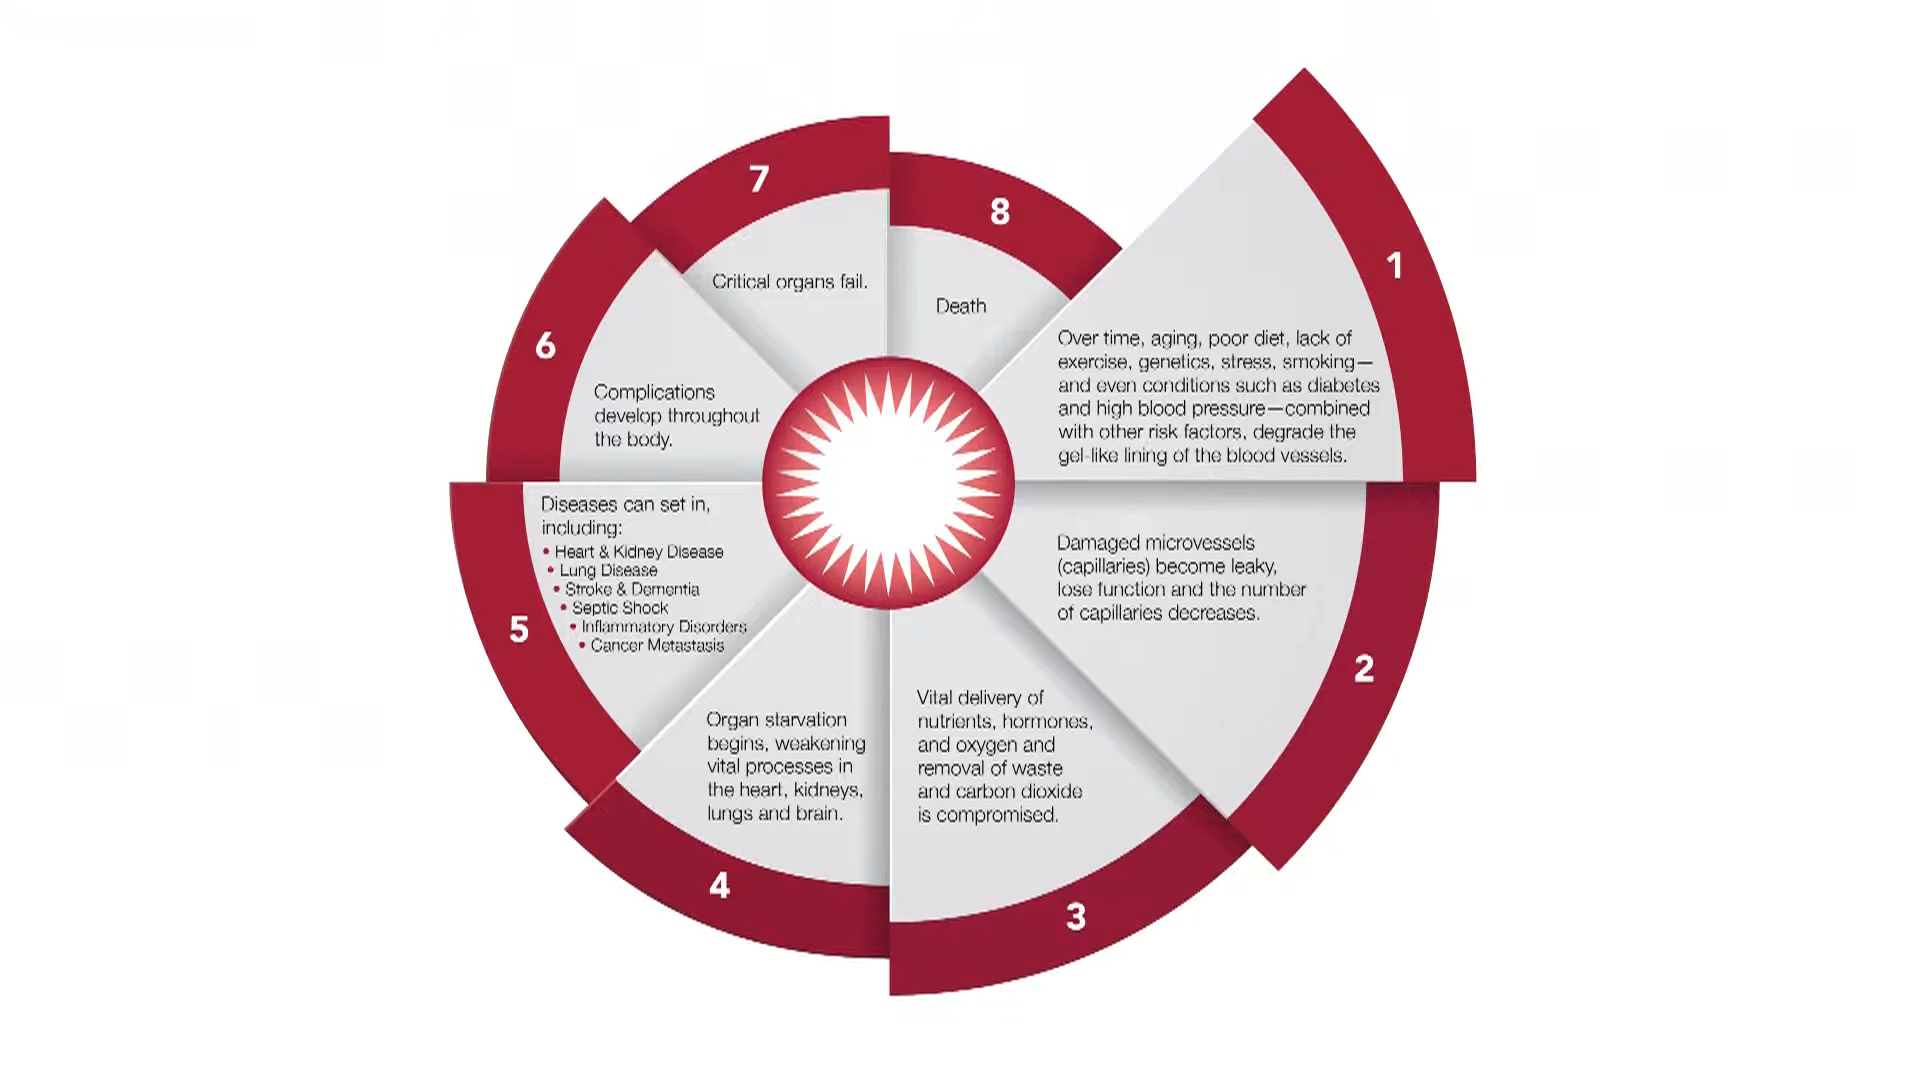 1
Over time, aging, poor diet, lack of
exercise, genetics, stress, smoking—
and even conditions such as diabetes
and high blood pressure—combined
with other risk factors, degrade the
gel-like lining of the blood vessels.
2
Damaged microvessels
(capillaries) become leaky,
lose function and the number
of capillaries decreases.
3
Vital delivery of
nutrients, hormones,
and oxygen and
removal of waste
and carbon dioxide
is compromised.
4
Organ starvation
begins, weakening
vital processes in
the heart, kidneys,
lungs and brain.
5
Diseases can set in,
including:
• Heart & Kidney Disease
• Lung Disease
• Stroke & Dementia
• Septic Shock
• Inflammatory Disorders
• Cancer Metastasis
6
Complications
develop throughout
the body.
7
Critical organs fail.
8
Death